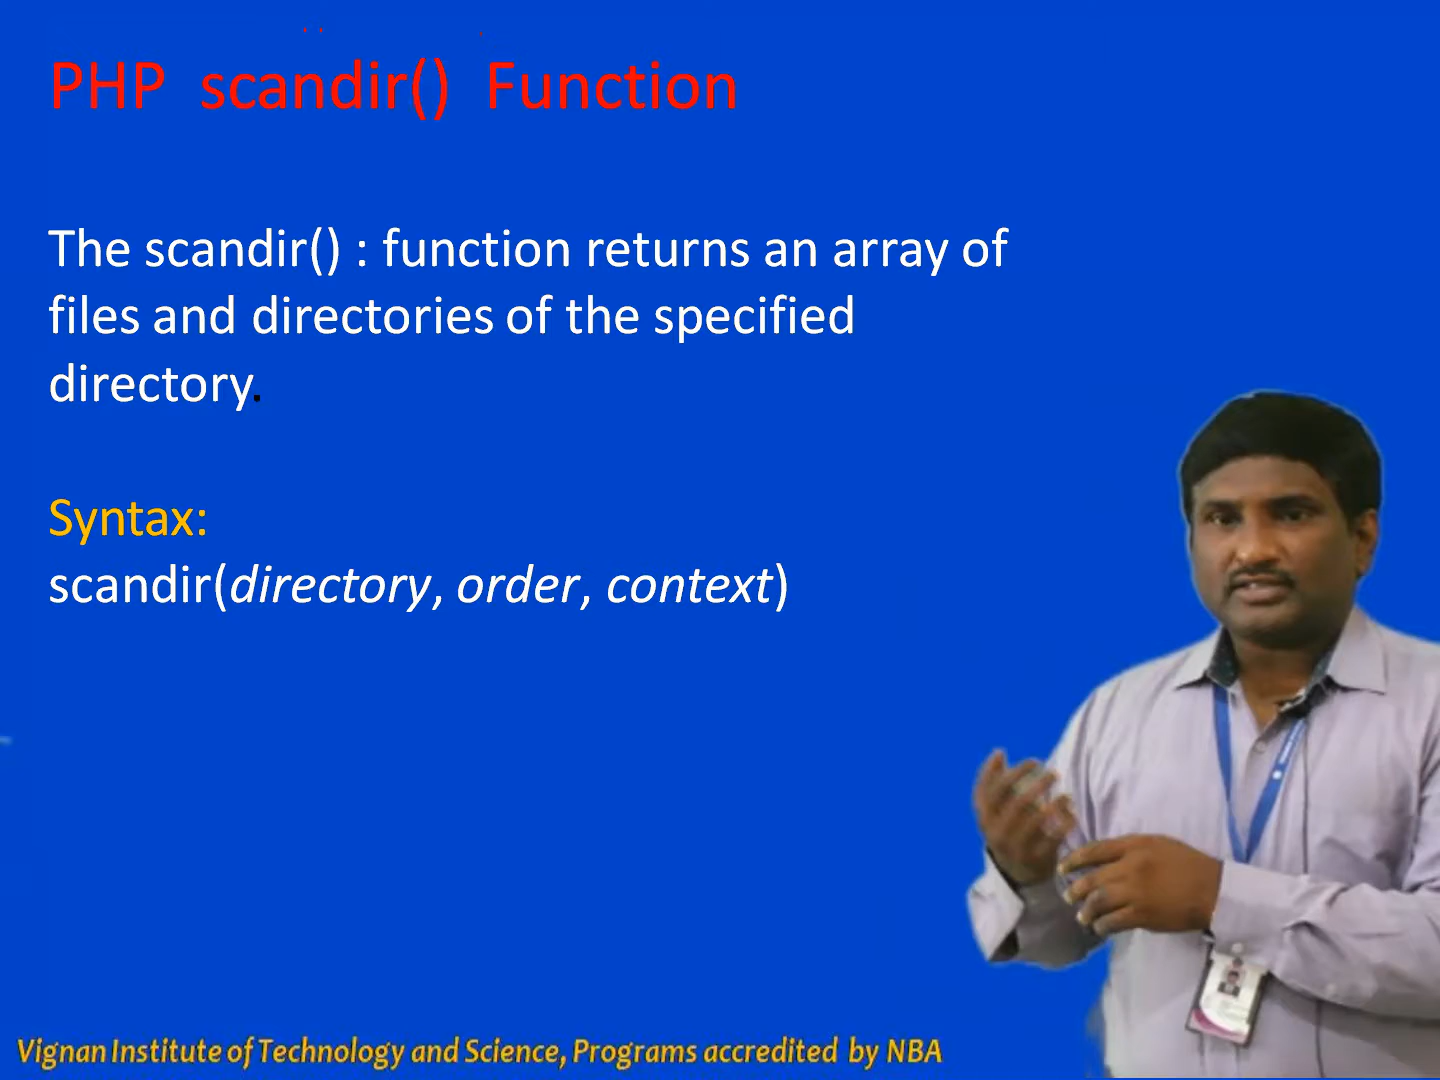 PHP scandir() Function
The scandir() : function returns an array of
files and directories of the specified
directory.
Syntax:
scandir(directory, order, context)
Vignan Institute of Technology and Science, Programs accredited by NBA